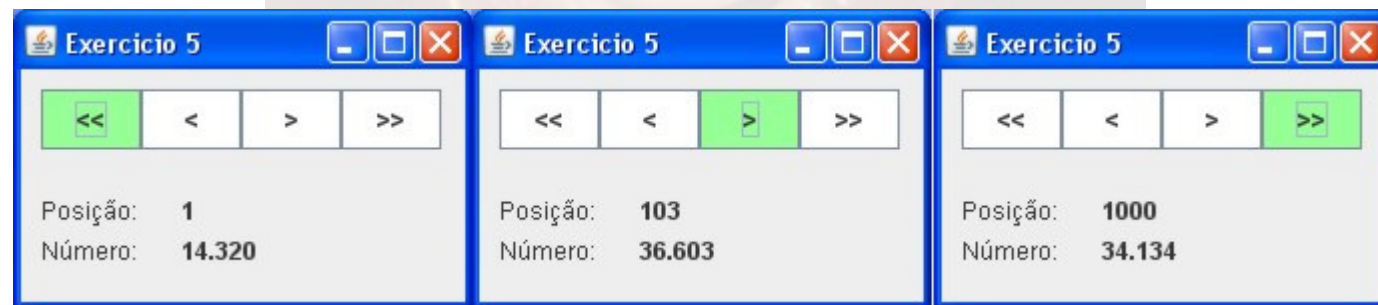 Exercicio 5
<< < > >>
Posição: 1
Número: 14.320
Exercicio 5
<< < > >>
Posição: 103
Número: 36.603
Exercicio 5
<< < > >>
Posição: 1000
Número: 34.134